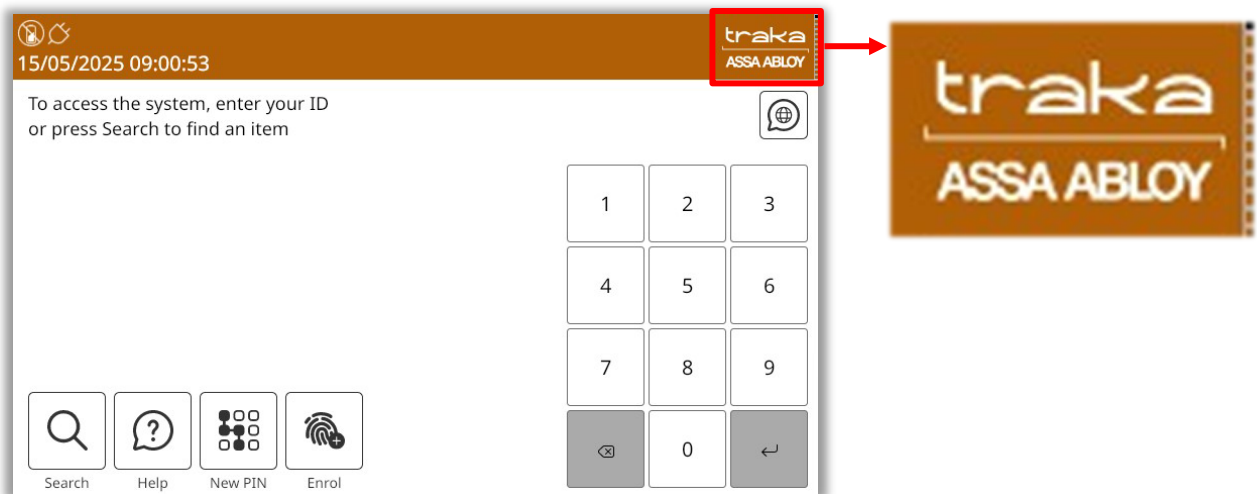 15/05/2025 09:00:53
traka
ASSA ABLOY
To access the system, enter your ID
or press Search to find an item
1 2 3
4 5 6
7 8 9
0
Search Help New PIN Enrol
traka
ASSA ABLOY